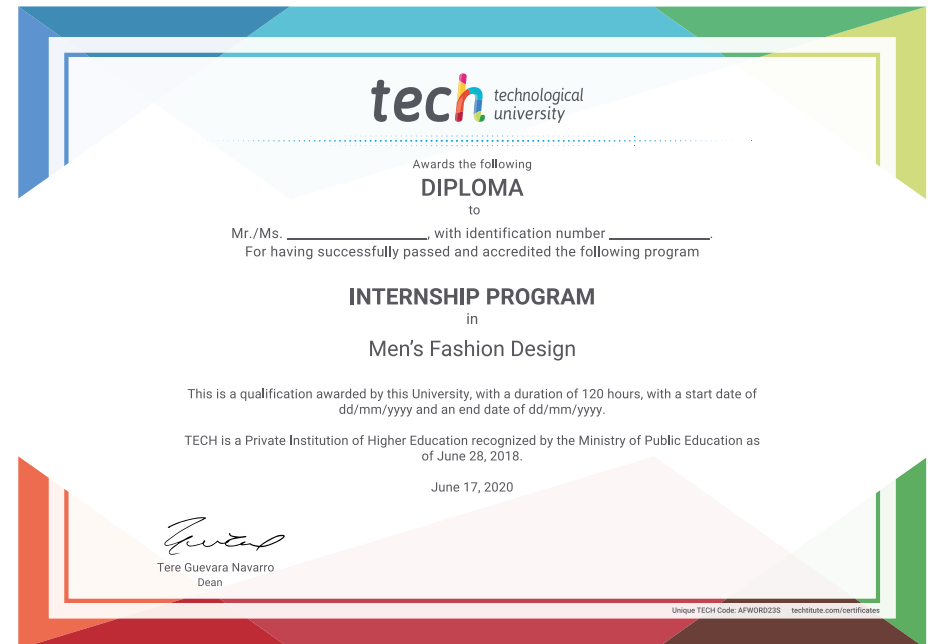 tech technological
university
Awards the following
DIPLOMA
to
Mr./Ms. ____________________, with identification number ______________.
For having successfully passed and accredited the following program
INTERNSHIP PROGRAM
in
Men's Fashion Design
This is a qualification awarded by this University, with a duration of 120 hours, with a start date of
dd/mm/yyyy and an end date of dd/mm/yyyy.
TECH is a Private Institution of Higher Education recognized by the Ministry of Public Education as
of June 28, 2018.
June 17, 2020
Tere Guevara Navarro
Dean
Unique TECH Code: AFWORD23S techtitute.com/certificates